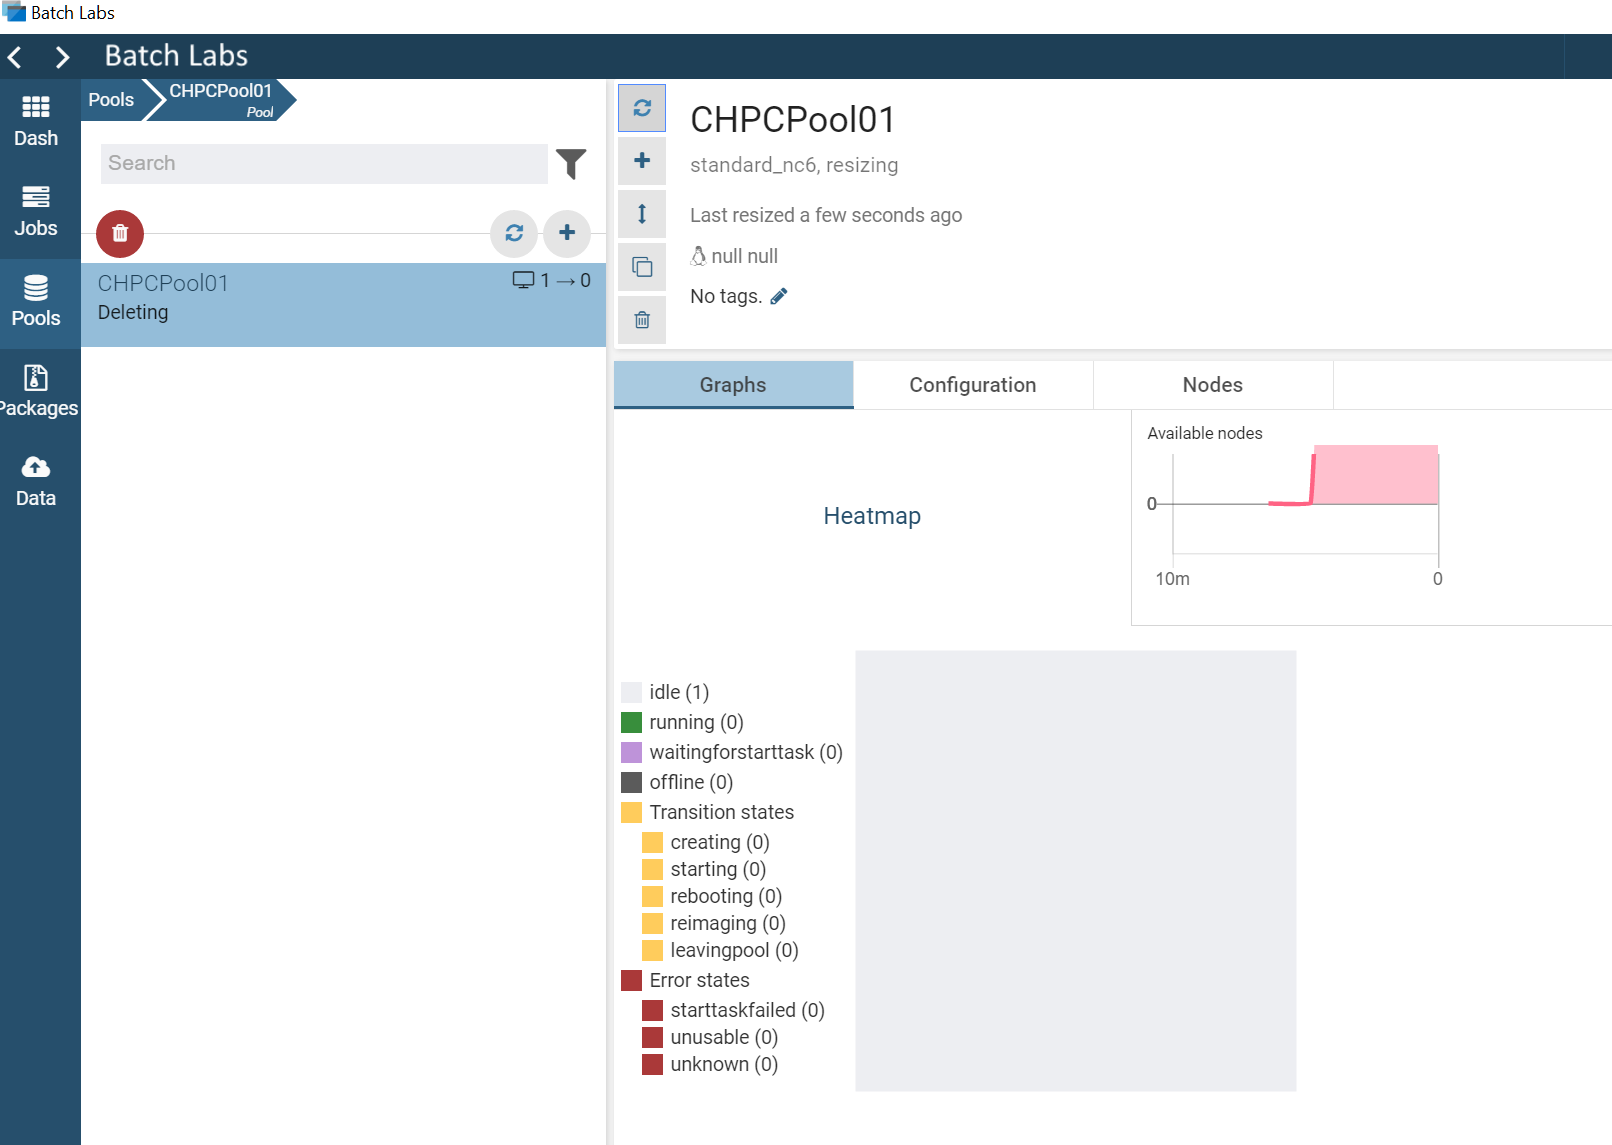 Batch Labs
Batch Labs
Dash
Jobs
Pools
Packages
Data
Pools
CHPCPool01
Pool
Search
CHPCPool01
1 → 0
Deleting
CHPCPool01
standard_nc6, resizing
Last resized a few seconds ago
null null
No tags.
Graphs
Configuration
Nodes
Heatmap
Available nodes
0
10m
0
idle (1)
running (0)
waitingforstarttask (0)
offline (0)
Transition states
creating (0)
starting (0)
rebooting (0)
reimaging (0)
leavingpool (0)
Error states
starttaskfailed (0)
unusable (0)
unknown (0)